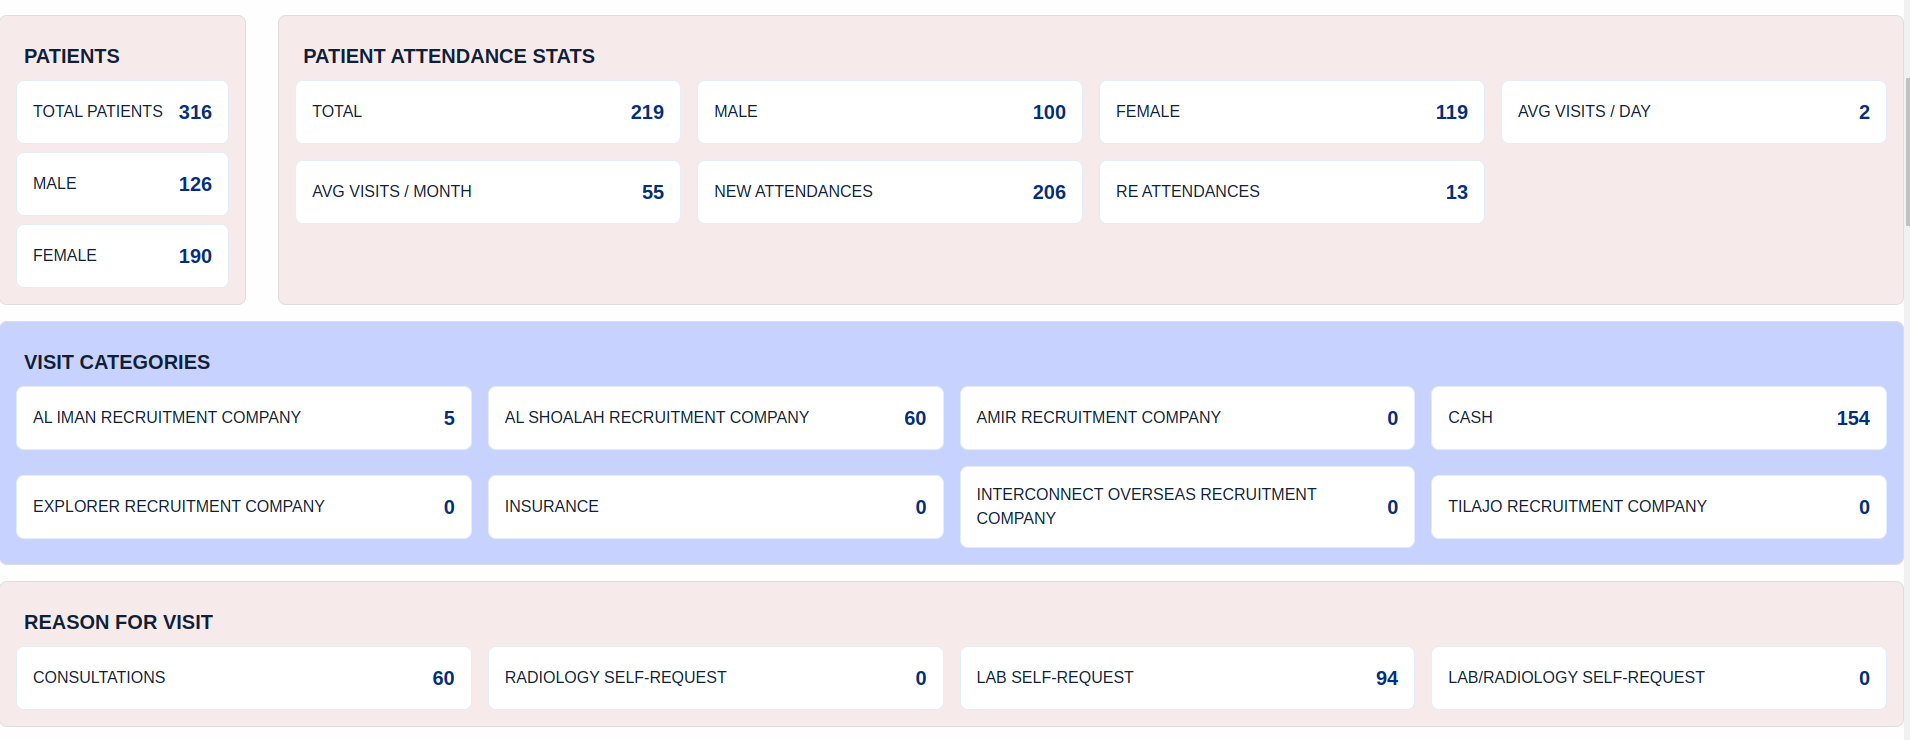 PATIENTS
TOTAL PATIENTS 316
MALE 126
FEMALE 190
PATIENT ATTENDANCE STATS
TOTAL 219
MALE 100
FEMALE 119
AVG VISITS / DAY 2
AVG VISITS / MONTH 55
NEW ATTENDANCES 206
RE ATTENDANCES 13
VISIT CATEGORIES
AL IMAN RECRUITMENT COMPANY 5
AL SHOALAH RECRUITMENT COMPANY 60
AMIR RECRUITMENT COMPANY 0
CASH 154
EXPLORER RECRUITMENT COMPANY 0
INSURANCE 0
INTERCONNECT OVERSEAS RECRUITMENT
COMPANY 0
TILAJO RECRUITMENT COMPANY 0
REASON FOR VISIT
CONSULTATIONS 60
RADIOLOGY SELF-REQUEST 0
LAB SELF-REQUEST 94
LAB/RADIOLOGY SELF-REQUEST 0